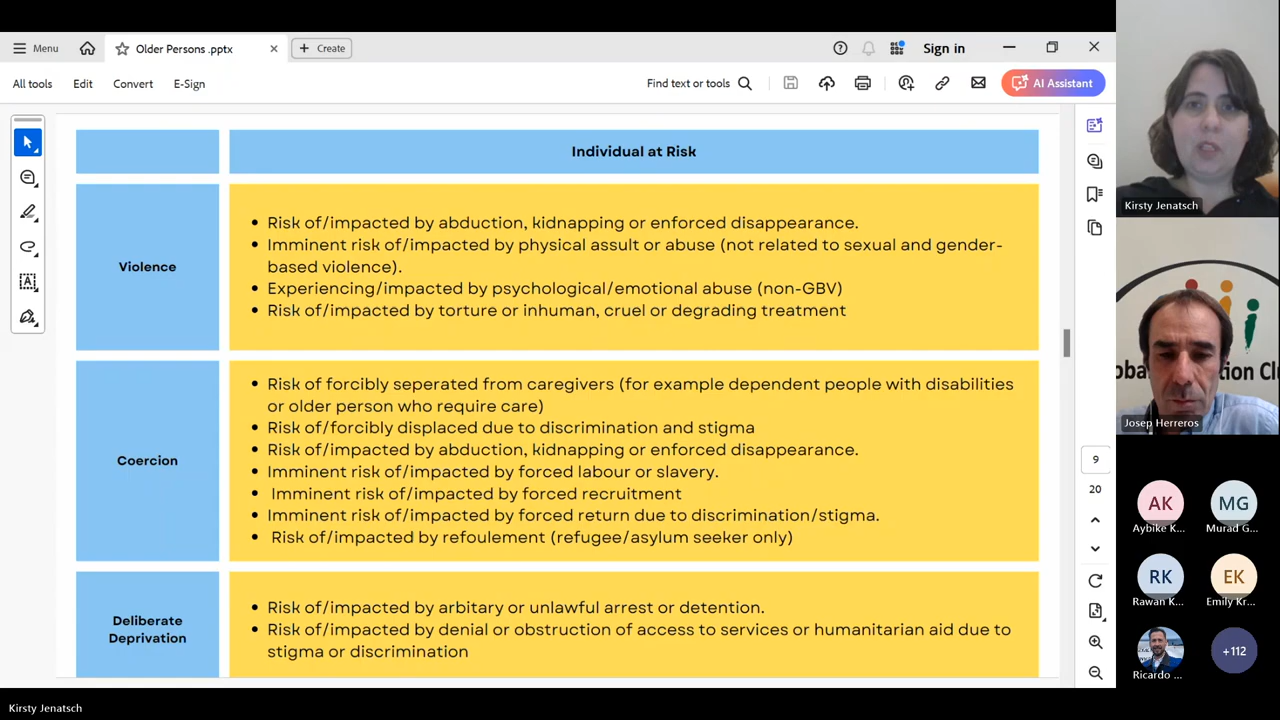 Menu
Older Persons .pptx
Create
Sign in
All tools
Edit
Convert
E-Sign
Find text or tools
AI Assistant
Individual at Risk
Violence
Risk of/impacted by abduction, kidnapping or enforced disappearance.
Imminent risk of/impacted by physical assult or abuse (not related to sexual and gender-
based violence).
Experiencing/impacted by psychological/emotional abuse (non-GBV)
Risk of/impacted by torture or inhuman, cruel or degrading treatment
Coercion
Risk of forcibly seperated from caregivers (for example dependent people with disabilities
or older person who require care)
Risk of/forcibly displaced due to discrimination and stigma
Risk of/impacted by abduction, kidnapping or enforced disappearance.
Imminent risk of/impacted by forced labour or slavery.
Imminent risk of/impacted by forced recruitment
Imminent risk of/impacted by forced return due to discrimination/stigma.
Risk of/impacted by refoulement (refugee/asylum seeker only)
Deliberate
Deprivation
Risk of/impacted by arbitary or unlawful arrest or detention.
Risk of/impacted by denial or obstruction of access to services or humanitarian aid due to
stigma or discrimination
9
20
Kirsty Jenatsch
Josep Herreros
AK
Aybike K...
MG
Murad G...
RK
Rawan K...
EK
Emily Kr...
Ricardo ...
+112
Kirsty Jenatsch